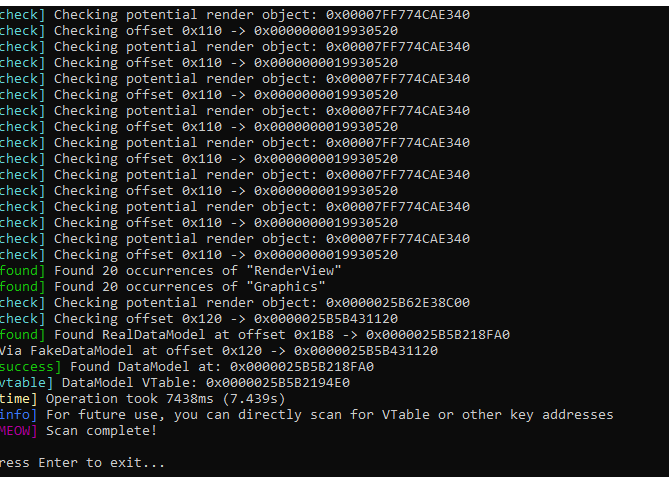 check] Checking potential render object: 0x00007FF774CAE340
check] Checking offset 0x110 -> 0x0000000019930520
check] Checking potential render object: 0x00007FF774CAE340
check] Checking offset 0x110 -> 0x0000000019930520
check] Checking potential render object: 0x00007FF774CAE340
check] Checking offset 0x110 -> 0x0000000019930520
check] Checking potential render object: 0x00007FF774CAE340
check] Checking offset 0x110 -> 0x0000000019930520
check] Checking potential render object: 0x00007FF774CAE340
check] Checking offset 0x110 -> 0x0000000019930520
check] Checking potential render object: 0x00007FF774CAE340
check] Checking offset 0x110 -> 0x0000000019930520
check] Checking potential render object: 0x00007FF774CAE340
check] Checking offset 0x110 -> 0x0000000019930520
check] Checking potential render object: 0x00007FF774CAE340
check] Checking offset 0x110 -> 0x0000000019930520
found] Found 20 occurrences of "RenderView"
found] Found 20 occurrences of "Graphics"
check] Checking potential render object: 0x0000025B62E38C00
check] Checking offset 0x120 -> 0x0000025B5B431120
found] Found RealDataModel at offset 0x1B8 -> 0x0000025B5B218FA0
Via FakeDataModel at offset 0x120 -> 0x0000025B5B431120
success] Found DataModel at: 0x0000025B5B218FA0
vtable] DataModel VTable: 0x0000025B5B2194E0
time] Operation took 7438ms (7.439s)
info] For future use, you can directly scan for VTable or other key addresses
MEOW] Scan complete!
ress Enter to exit...